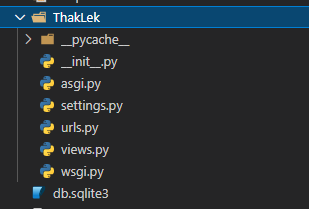 ThakLek
__pycache__
__init__.py
asgi.py
settings.py
urls.py
views.py
wsgi.py
db.sqlite3